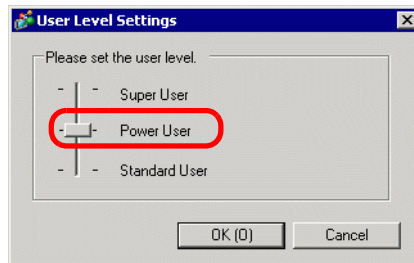 User Level Settings
Please set the user level.
Super User
Power User
Standard User
OK (O)
Cancel